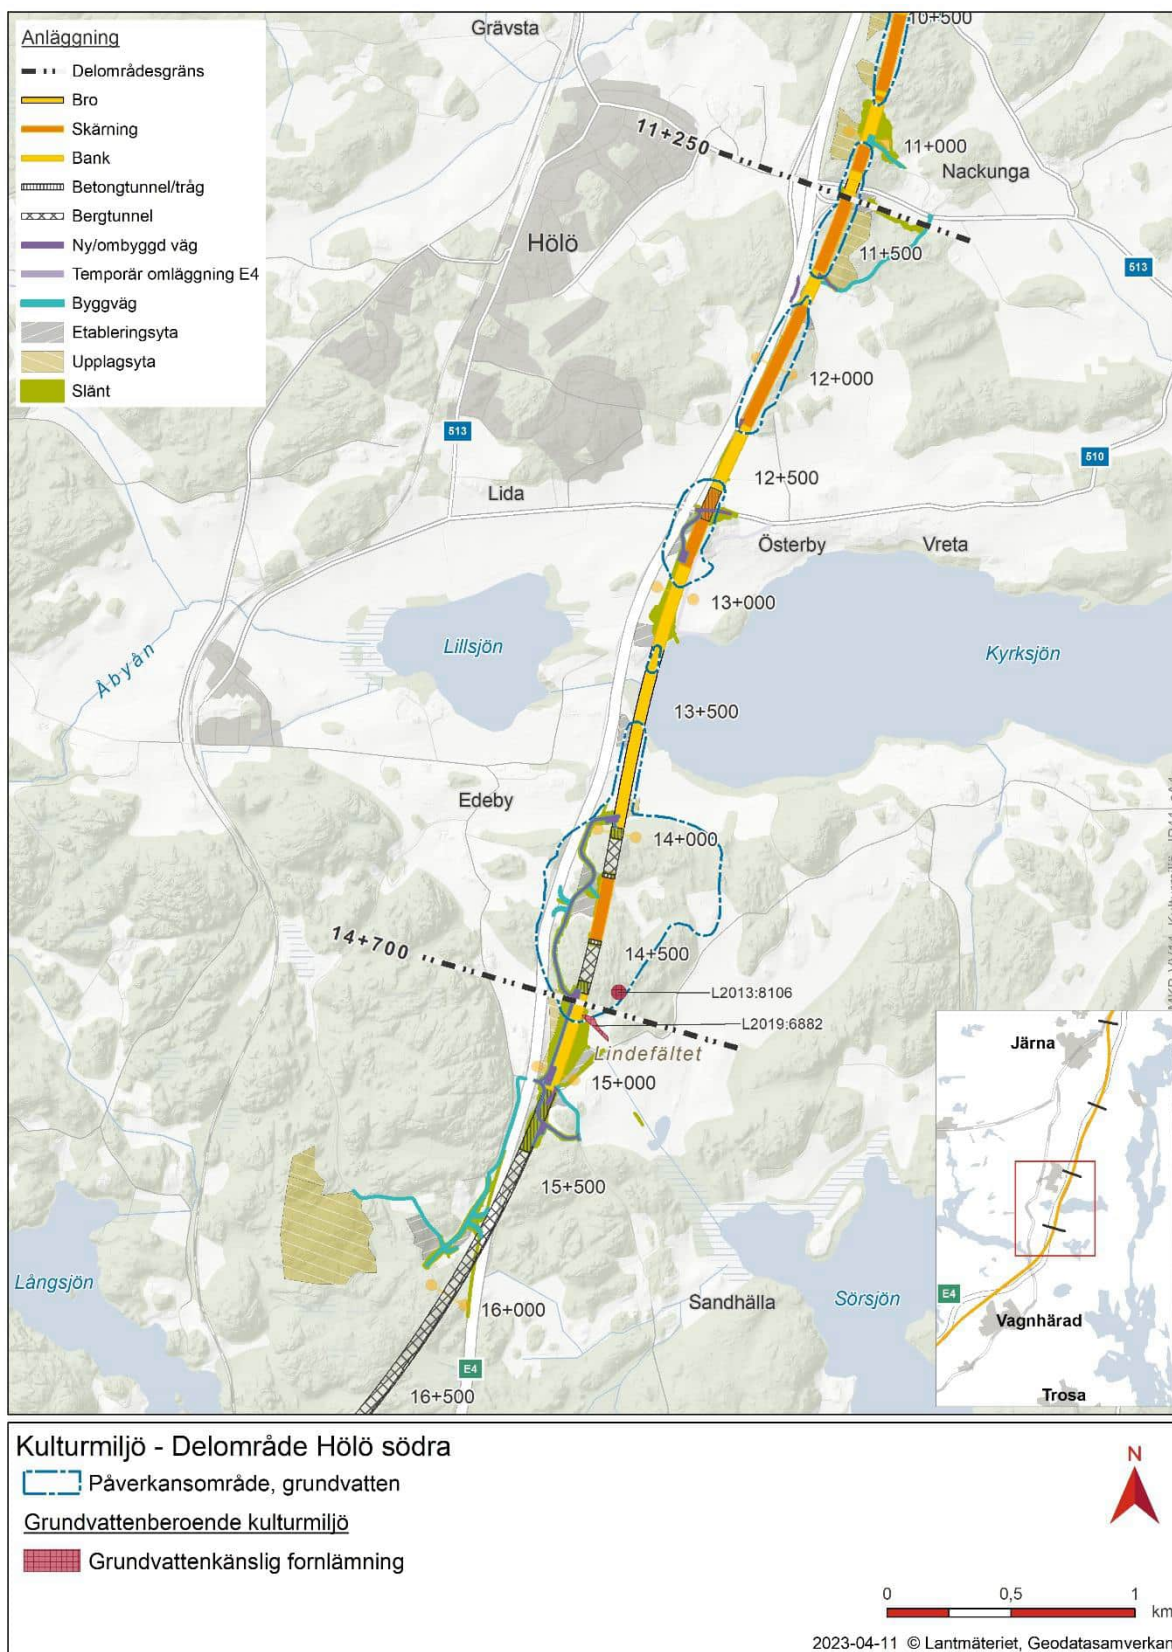 Anläggning
Delområdesgräns
Bro
Skärning
Bank
Betongtunnel/tråg
Bergtunnel
Ny/ombyggd väg
Temporär omläggning E4
Byggväg
Etableringsyta
Upplagsyta
Slänt
Grävsta
10+500
11+250
11+000
Nackunga
Hölö
11+500
513
12+000
513
510
12+500
Lida
Österby
Vreta
13+000
Lillsjön
Kyrksjön
Åbyån
13+500
Edeby
14+000
14+700
14+500
L2013:8106
L2019:6882
Lindefältet
15+000
Järna
15+500
Långsjön
Sandhälla
Sörsjön
E4
16+000
Vagnhärad
E4
16+500
Trosa
Kulturmiljö - Delområde Hölö södra
Påverkansområde, grundvatten
Grundvattenberoende kulturmiljö
Grundvattenkänslig fornlämning
N
0 0,5 1
km
2023-04-11 © Lantmäteriet, Geodatasamverkan